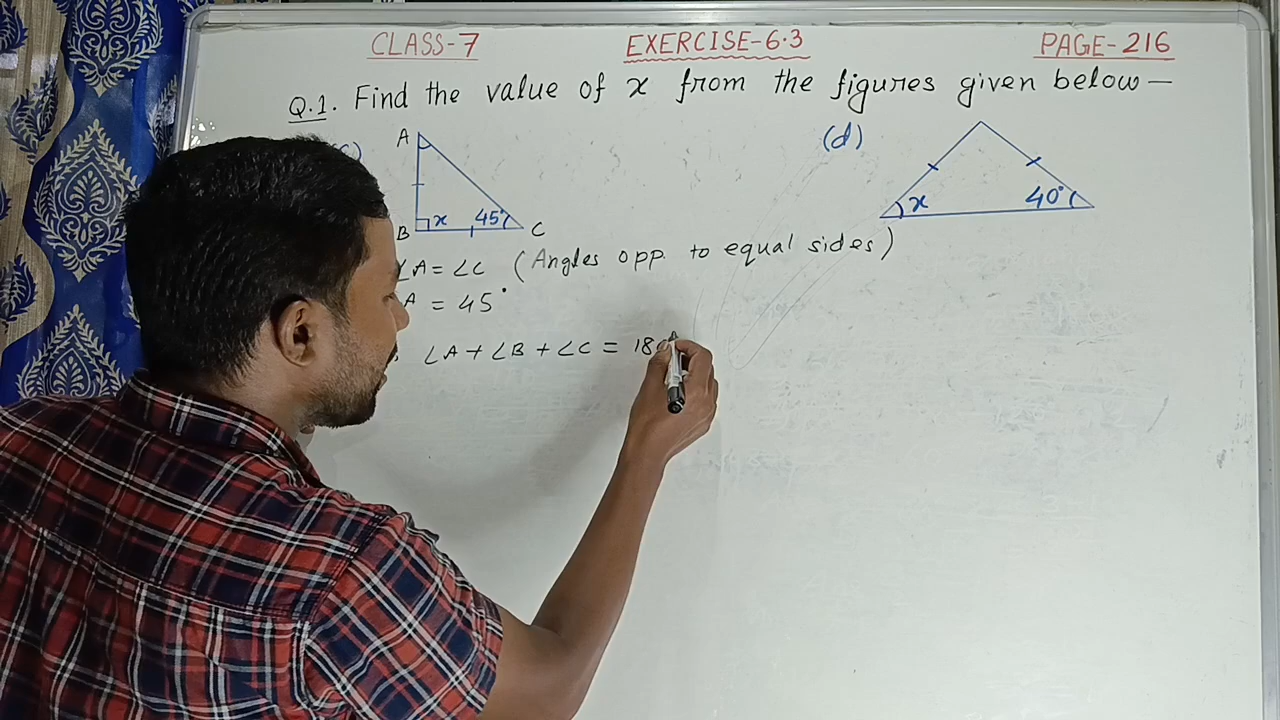 CLASS-7 EXERCISE-6.3 PAGE-216
Q.1. Find the value of x from the figures given below—
A (d)
x 40°
B x 45° C
∠A = ∠C (Angles opp. to equal sides)
A = 45°
∠A + ∠B + ∠C = 180